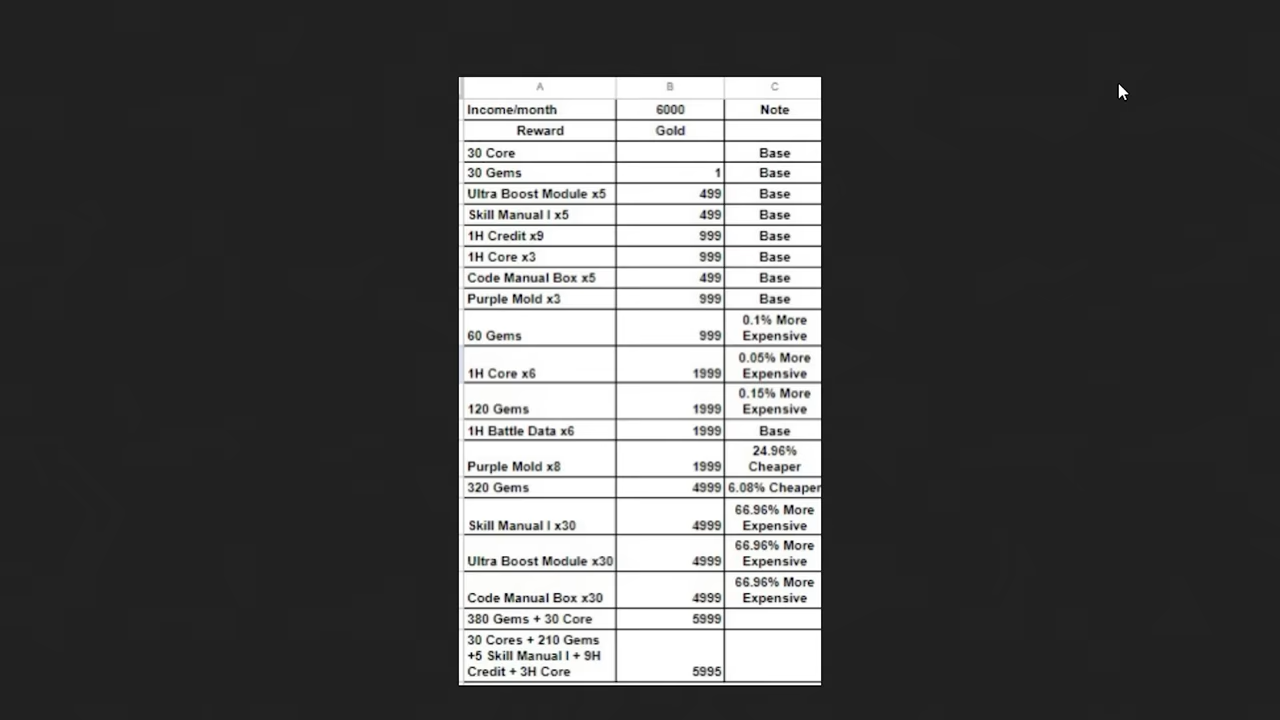 A B C
Income/month 6000 Note
Reward Gold
30 Core Base
30 Gems 1 Base
Ultra Boost Module x5 499 Base
Skill Manual I x5 499 Base
1H Credit x9 999 Base
1H Core x3 999 Base
Code Manual Box x5 499 Base
Purple Mold x3 999 Base
0.1% More
60 Gems 999 Expensive
0.05% More
1H Core x6 1999 Expensive
0.15% More
120 Gems 1999 Expensive
1H Battle Data x6 1999 Base
24.96%
Purple Mold x8 1999 Cheaper
320 Gems 4999 6.08% Cheaper
66.96% More
Skill Manual I x30 4999 Expensive
66.96% More
Ultra Boost Module x30 4999 Expensive
66.96% More
Code Manual Box x30 4999 Expensive
380 Gems + 30 Core 5999
30 Cores + 210 Gems
+5 Skill Manual I + 9H
Credit + 3H Core 5995